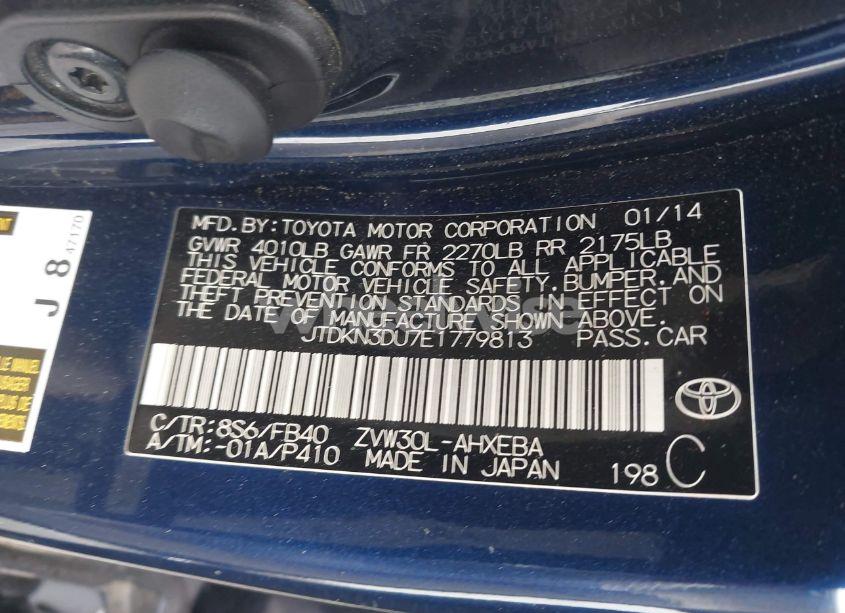 MFD.BY:TOYOTA MOTOR CORPORATION 01/14
GVWR 4010LB GAWR FR 2270LB RR 2175LB
THIS VEHICLE CONFORMS TO ALL APPLICABLE
FEDERAL MOTOR VEHICLE SAFETY,BUMPER,AND
THEFT PREVENTION STANDARDS IN EFFECT ON
THE DATE OF MANUFACTURE SHOWN ABOVE.
JTDKN3DU7E1779813 PASS.CAR
C/TR:8S6/FB40 ZVW30L-AHXEBA
A/TM:-01A/P410 MADE IN JAPAN 198 C
J 8 47170